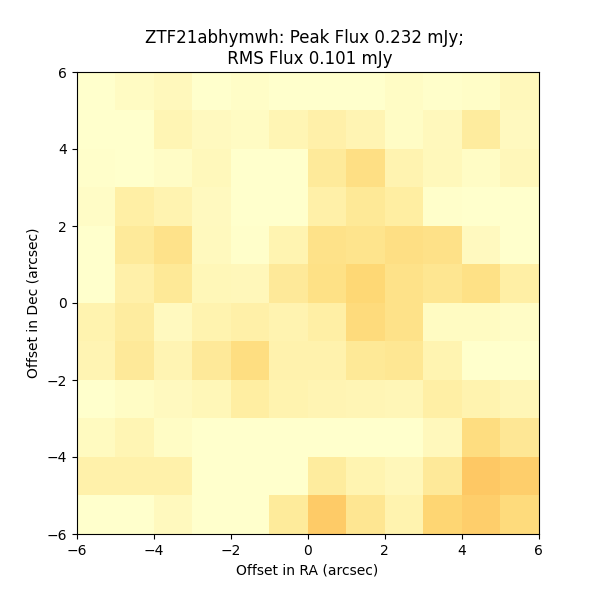 ZTF21abhymwh: Peak Flux 0.232 mJy;
RMS Flux 0.101 mJy
6
4
2
0
−2
−4
−6
Offset in Dec (arcsec)
−6 −4 −2 0 2 4 6
Offset in RA (arcsec)